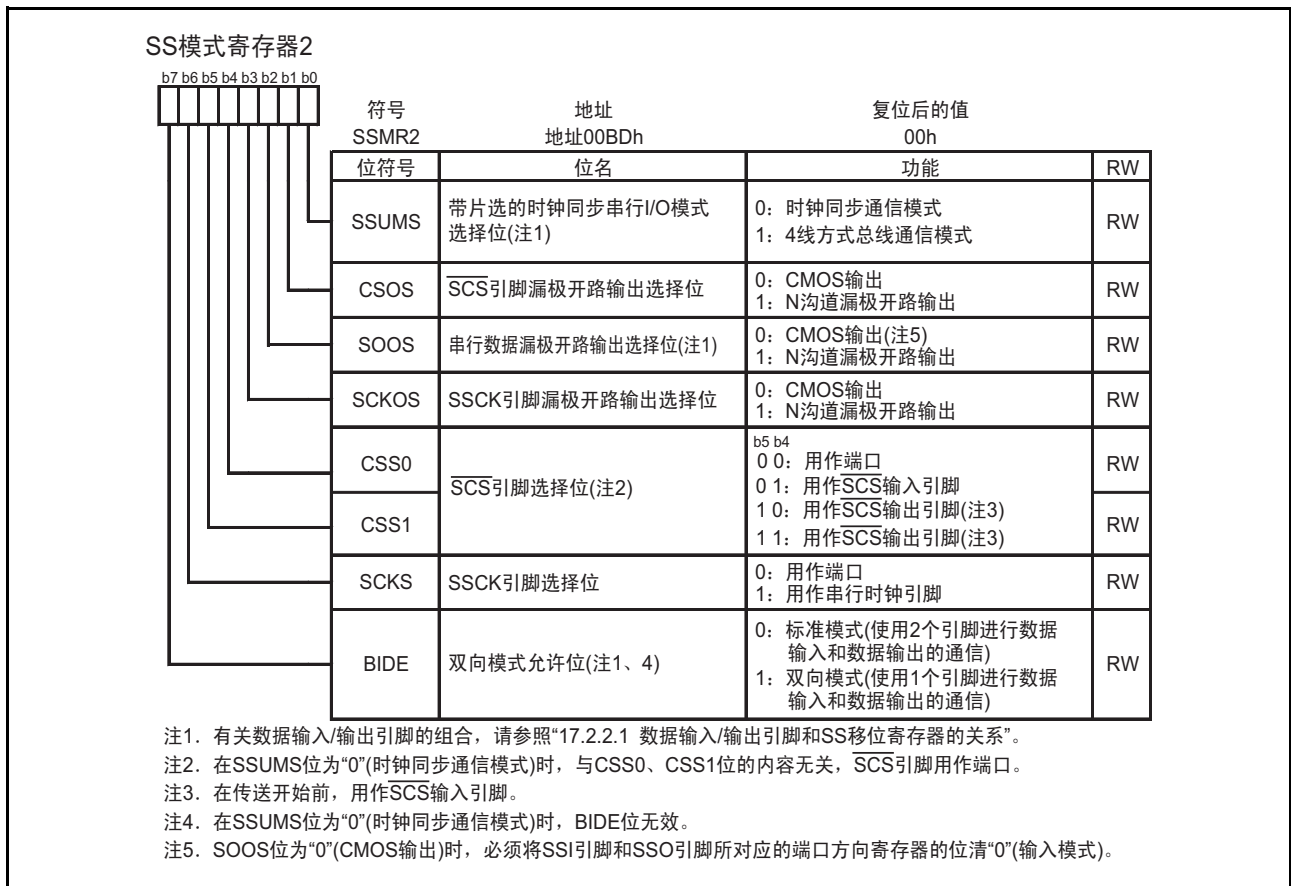 SS模式寄存器2
b7 b6 b5 b4 b3 b2 b1 b0
符号 地址 复位后的值
SSMR2 地址00BDh 00h
位符号 位名 功能 RW
SSUMS 带片选的时钟同步串行I/O模式
选择位(注1) 0：时钟同步通信模式
1：4线方式总线通信模式 RW
CSOS SCS引脚漏极开路输出选择位 0：CMOS输出
1：N沟道漏极开路输出 RW
SOOS 串行数据漏极开路输出选择位(注1) 0：CMOS输出(注5)
1：N沟道漏极开路输出 RW
SCKOS SSCK引脚漏极开路输出选择位 0：CMOS输出
1：N沟道漏极开路输出 RW
CSS0 SCS引脚选择位(注2) b5 b4
0 0：用作端口 RW
0 1：用作SCS输入引脚
CSS1 1 0：用作SCS输出引脚(注3)
1 1：用作SCS输出引脚(注3) RW
SCKS SSCK引脚选择位 0：用作端口
1：用作串行时钟引脚 RW
BIDE 双向模式允许位(注1、4) 0：标准模式(使用2个引脚进行数据
输入和数据输出的通信)
1：双向模式(使用1个引脚进行数据
输入和数据输出的通信) RW
注1．有关数据输入/输出引脚的组合，请参照“17.2.2.1 数据输入/输出引脚和SS移位寄存器的关系”。
注2．在SSUMS位为“0”(时钟同步通信模式)时，与CSS0、CSS1位的内容无关，SCS引脚用作端口。
注3．在传送开始前，用作SCS输入引脚。
注4．在SSUMS位为“0”(时钟同步通信模式)时，BIDE位无效。
注5．SOOS位为“0”(CMOS输出)时，必须将SSI引脚和SSO引脚所对应的端口方向寄存器的位清“0”(输入模式)。